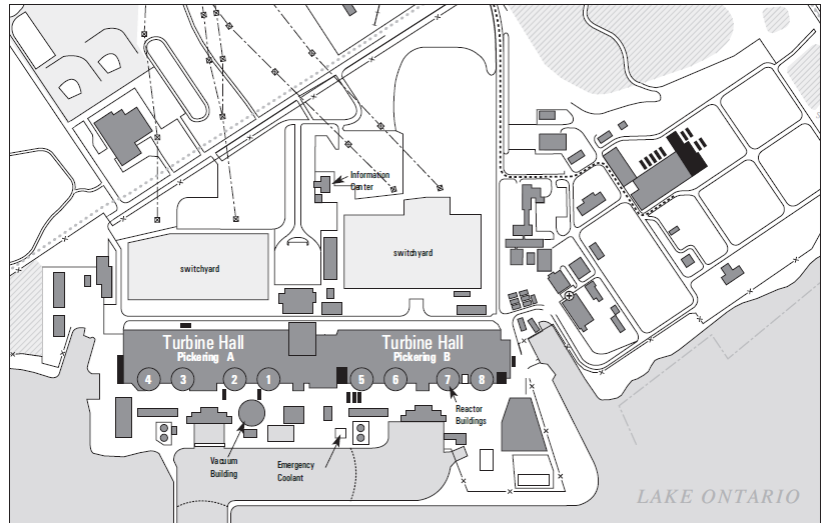 Information
Center
switchyard
switchyard
Turbine Hall
Pickering A
Turbine Hall
Pickering B
4
3
2
1
5
6
7
8
Reactor
Buildings
Vacuum
Building
Emergency
Coolant
LAKE ONTARIO